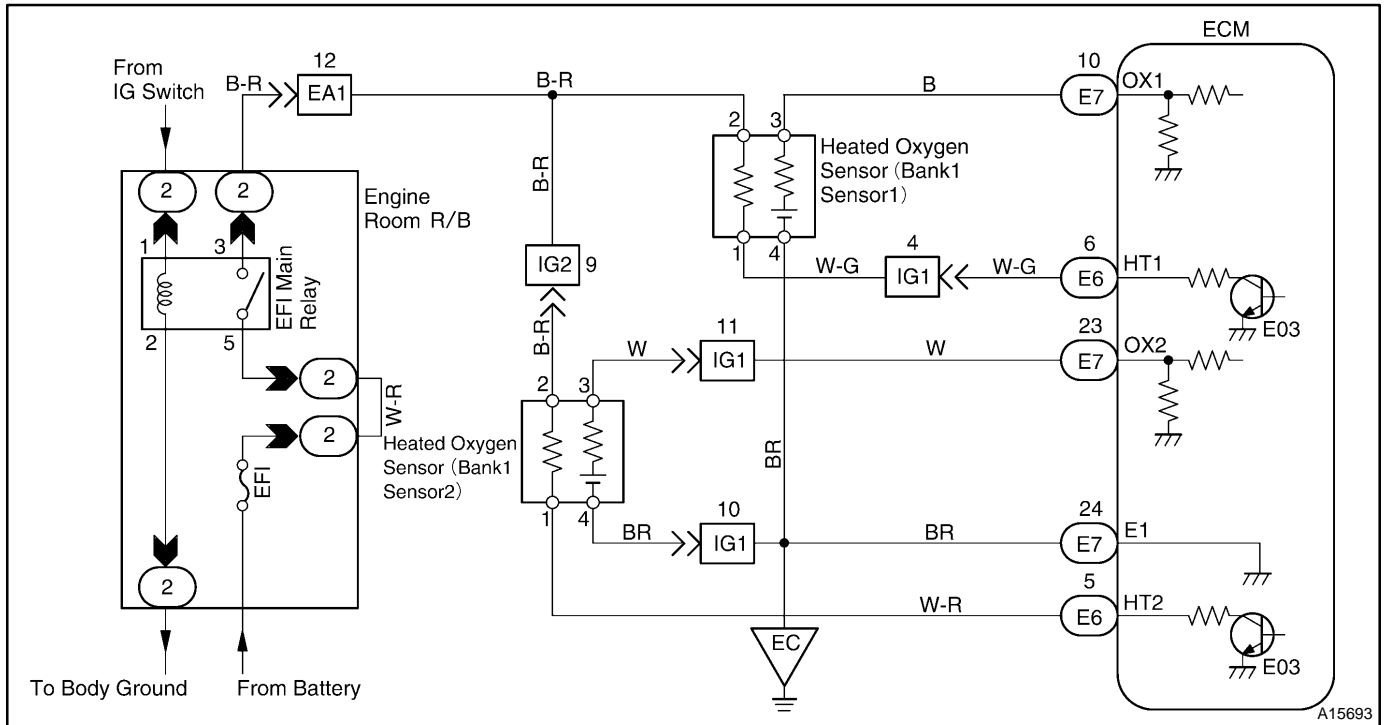 ECM
From
IG Switch
B-R
12
EA1
B-R
B
10
E7
OX1
2
3
Heated Oxygen
Sensor (Bank1
Sensor1)
B-R
2
2
Engine
Room R/B
1
3
EFI Main
Relay
2
5
IG2
9
1
4
W-G
4
IG1
W-G
6
E6
HT1
E03
B-R
W
11
IG1
W
23
E7
OX2
2
W-R
2
2
3
Heated Oxygen
Sensor (Bank1
Sensor2)
EFI
BR
1
4
BR
10
IG1
BR
24
E7
E1
2
W-R
5
E6
HT2
E03
EC
To Body Ground
From Battery
A15693